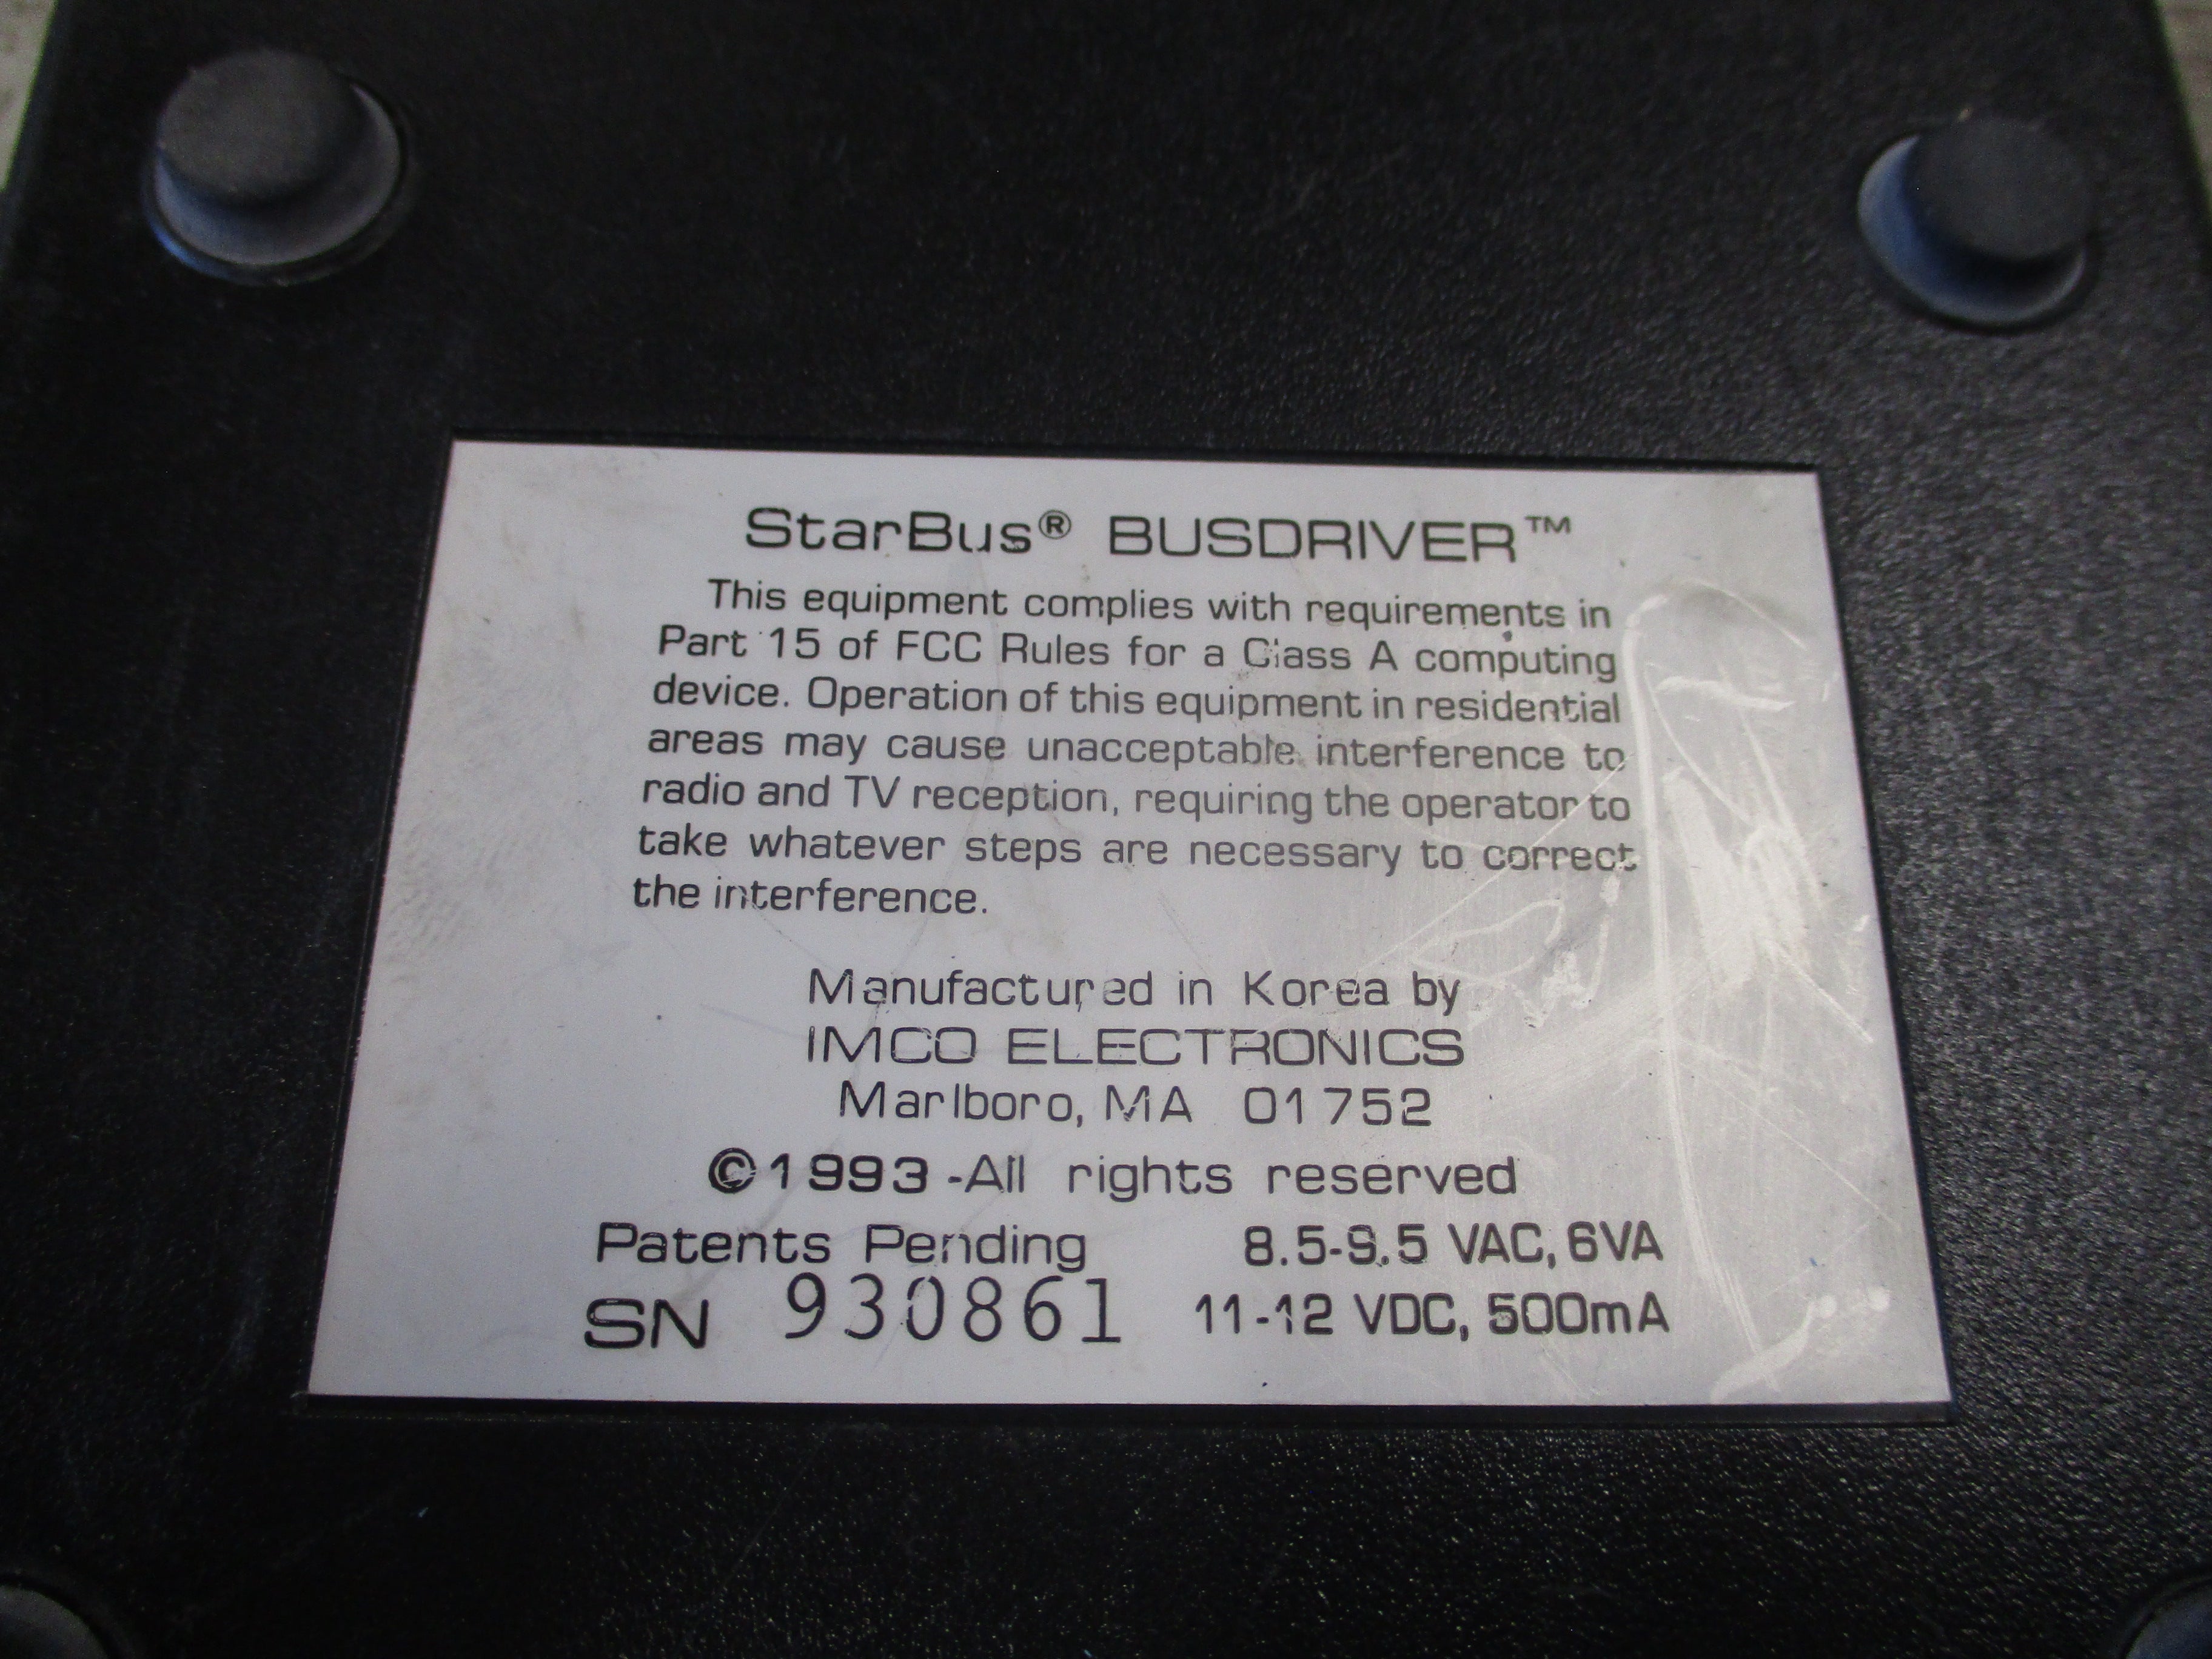 StarBus® BUSDRIVER™
This equipment complies with requirements in
Part 15 of FCC Rules for a Class A computing
device. Operation of this equipment in residential
areas may cause unacceptable interference to
radio and TV reception, requiring the operator to
take whatever steps are necessary to correct
the interference.
Manufactured in Korea by
IMCO ELECTRONICS
Marlboro, MA 01752
©1993-All rights reserved
Patents Pending 8.5-9.5 VAC, 6VA
SN 930861 11-12 VDC, 500mA